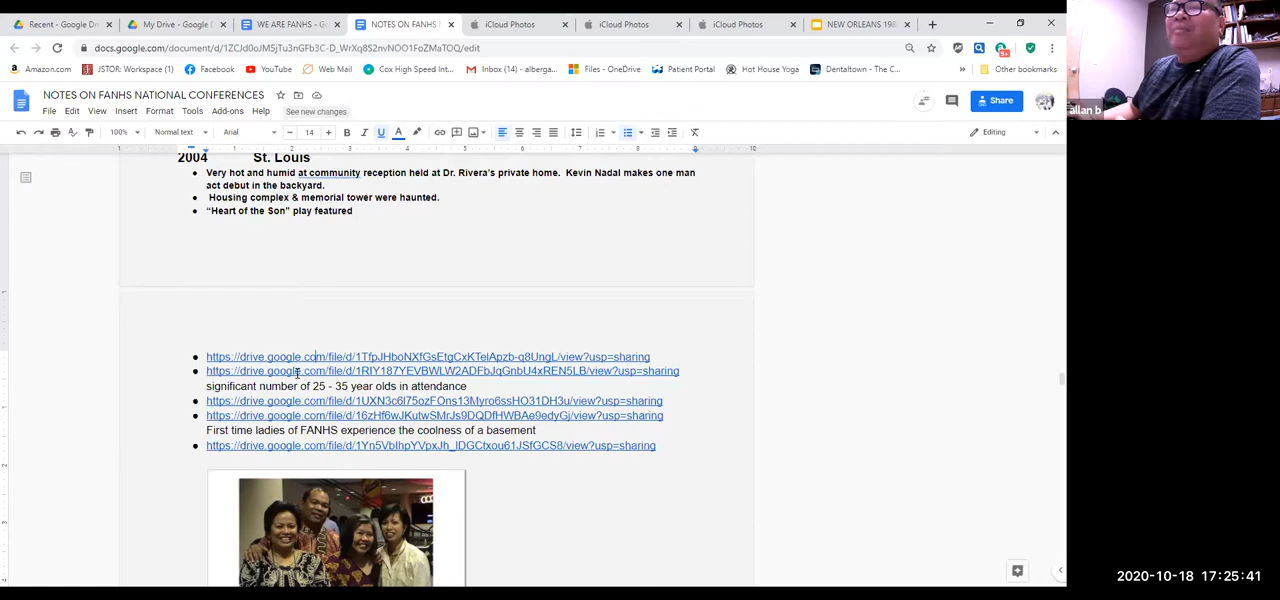 Recent - Google Dr
My Drive - Google D
WE ARE FANHS - G
NOTES ON FANHS
iCloud Photos
iCloud Photos
iCloud Photos
NEW ORLEANS 198
docs.google.com/document/d/1ZCJd0oJM5jTu3nGFb3C-D_WrXq8S2nvNOO1FoZMaTOQ/edit
Amazon.com
JSTOR: Workspace (1)
Facebook
YouTube
Web Mail
Cox High Speed Int...
Inbox (14) - alberga...
Files - OneDrive
Patient Portal
Hot House Yoga
Dentaltown - The C...
Other bookmarks
NOTES ON FANHS NATIONAL CONFERENCES
File Edit View Insert Format Tools Add-ons Help See new changes
Share
allan b
100% Normal text Arial 14 Editing
2004 St. Louis
Very hot and humid at community reception held at Dr. Rivera's private home. Kevin Nadal makes one man
act debut in the backyard.
Housing complex & memorial tower were haunted.
"Heart of the Son" play featured
https://drive.google.com/file/d/1TfpJHboNXfGsEtgCxKTelApzb-q8UngL/view?usp=sharing
https://drive.google.com/file/d/1RIY187YEVBWLW2ADFbJqGnbU4xREN5LB/view?usp=sharing
significant number of 25 - 35 year olds in attendance
https://drive.google.com/file/d/1UXN3c6l75ozFOns13Myro6ssHO31DH3u/view?usp=sharing
https://drive.google.com/file/d/16zHf6wJKutwSMrJs9DQDfHWBAe9edyGj/view?usp=sharing
First time ladies of FANHS experience the coolness of a basement
https://drive.google.com/file/d/1Yn5VbIhpYVpxJh_lDGCtxou61JSfGCS8/view?usp=sharing
2020-10-18 17:25:41